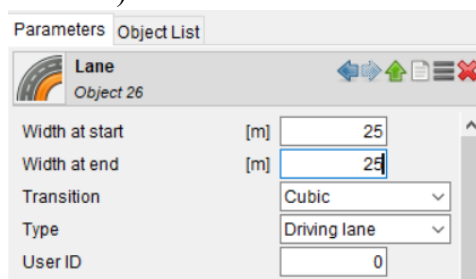 )
Parameters Object List
Lane
Object 26
Width at start [m] 25
Width at end [m] 25
Transition Cubic
Type Driving lane
User ID 0